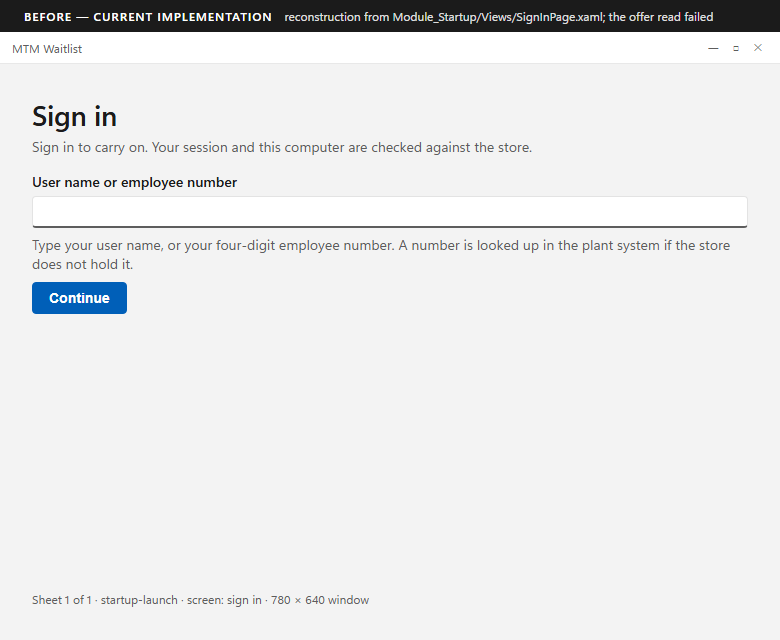 BEFORE — CURRENT IMPLEMENTATION reconstruction from Module_Startup/Views/SignInPage.xaml; the offer read failed
MTM Waitlist
Sign in
Sign in to carry on. Your session and this computer are checked against the store.
User name or employee number
Type your user name, or your four-digit employee number. A number is looked up in the plant system if the store
does not hold it.
Continue
Sheet 1 of 1 · startup-launch · screen: sign in · 780 × 640 window